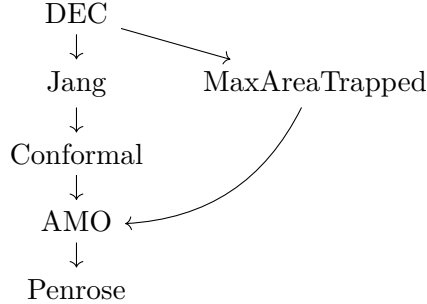 DEC
Jang
MaxAreaTrapped
Conformal
AMO
Penrose